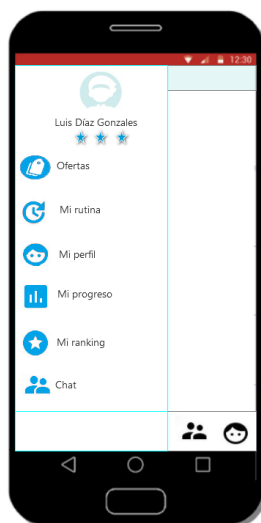 12:30
Luis Díaz Gonzales
Ofertas
Mi rutina
Mi perfil
Mi progreso
Mi ranking
Chat